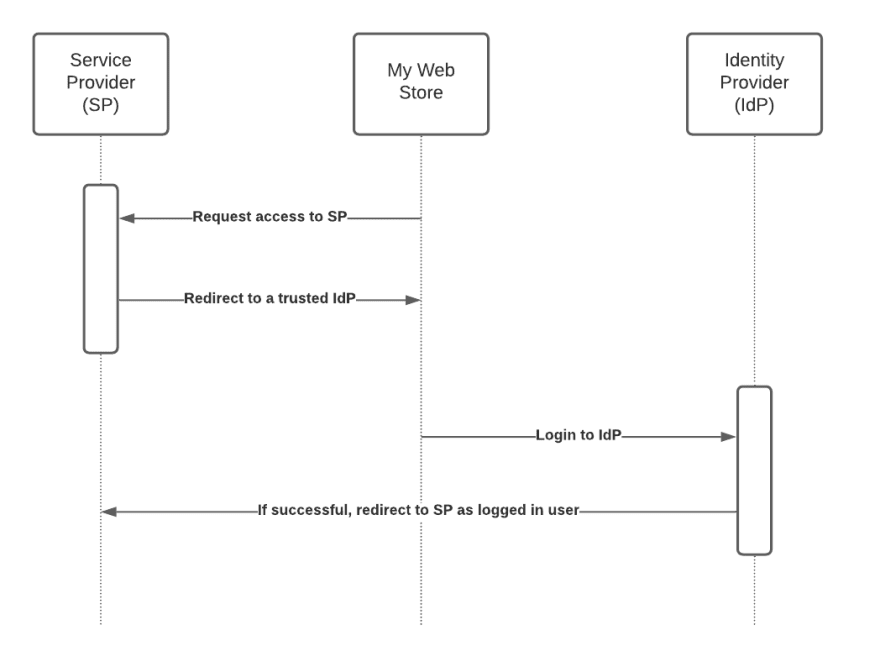 Service
Provider
(SP)
My Web
Store
Identity
Provider
(IdP)
Request access to SP
Redirect to a trusted IdP
Login to IdP
If successful, redirect to SP as logged in user